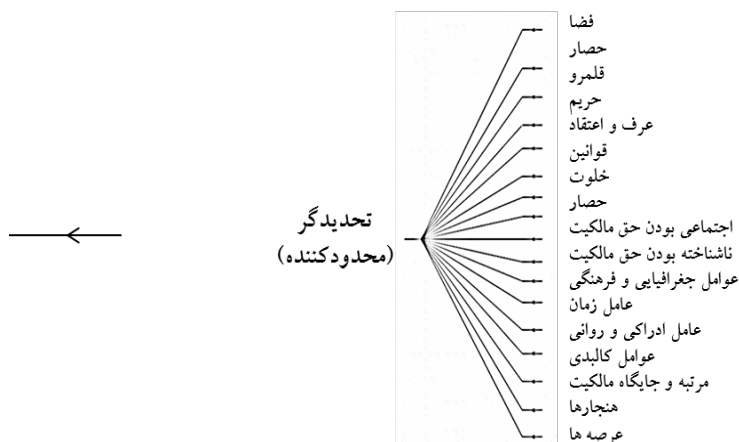 فضا
حصار
قلمرو
حریم
عرف و اعتقاد
قوانین
خلوت
حصار
اجتماعی بودن حق مالکیت
ناشناخته بودن حق مالکیت
عوامل جغرافیایی و فرهنگی
عامل زمان
عامل ادراکی و روانی
عوامل کالبدی
مرتبه و جایگاه مالکیت
هنجارها
عرصه ها
تحدیدگر
(محدودکننده)